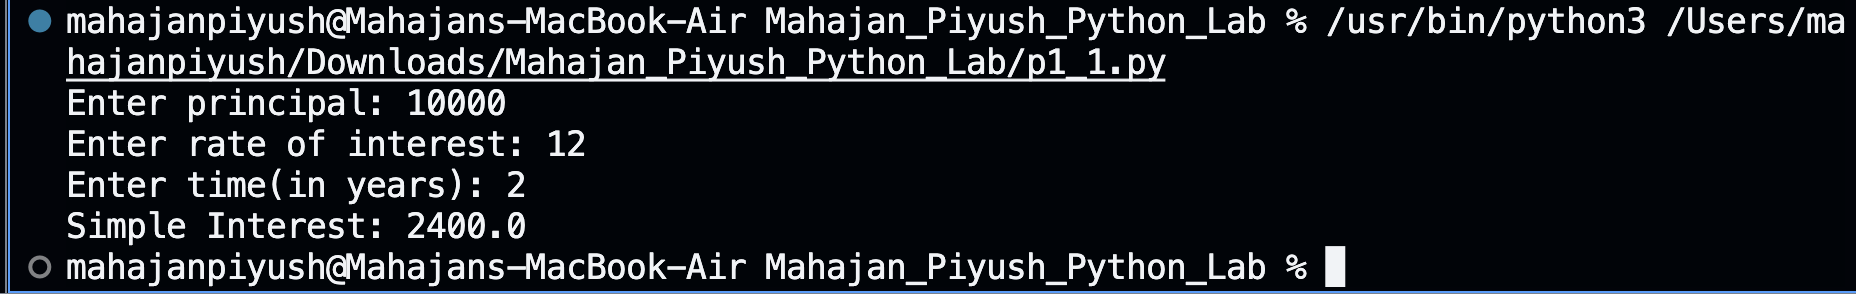 mahajanpiyush@Mahajans-MacBook-Air Mahajan_Piyush_Python_Lab % /usr/bin/python3 /Users/ma
hajanpiyush/Downloads/Mahajan_Piyush_Python_Lab/p1_1.py
Enter principal: 10000
Enter rate of interest: 12
Enter time(in years): 2
Simple Interest: 2400.0
mahajanpiyush@Mahajans-MacBook-Air Mahajan_Piyush_Python_Lab %